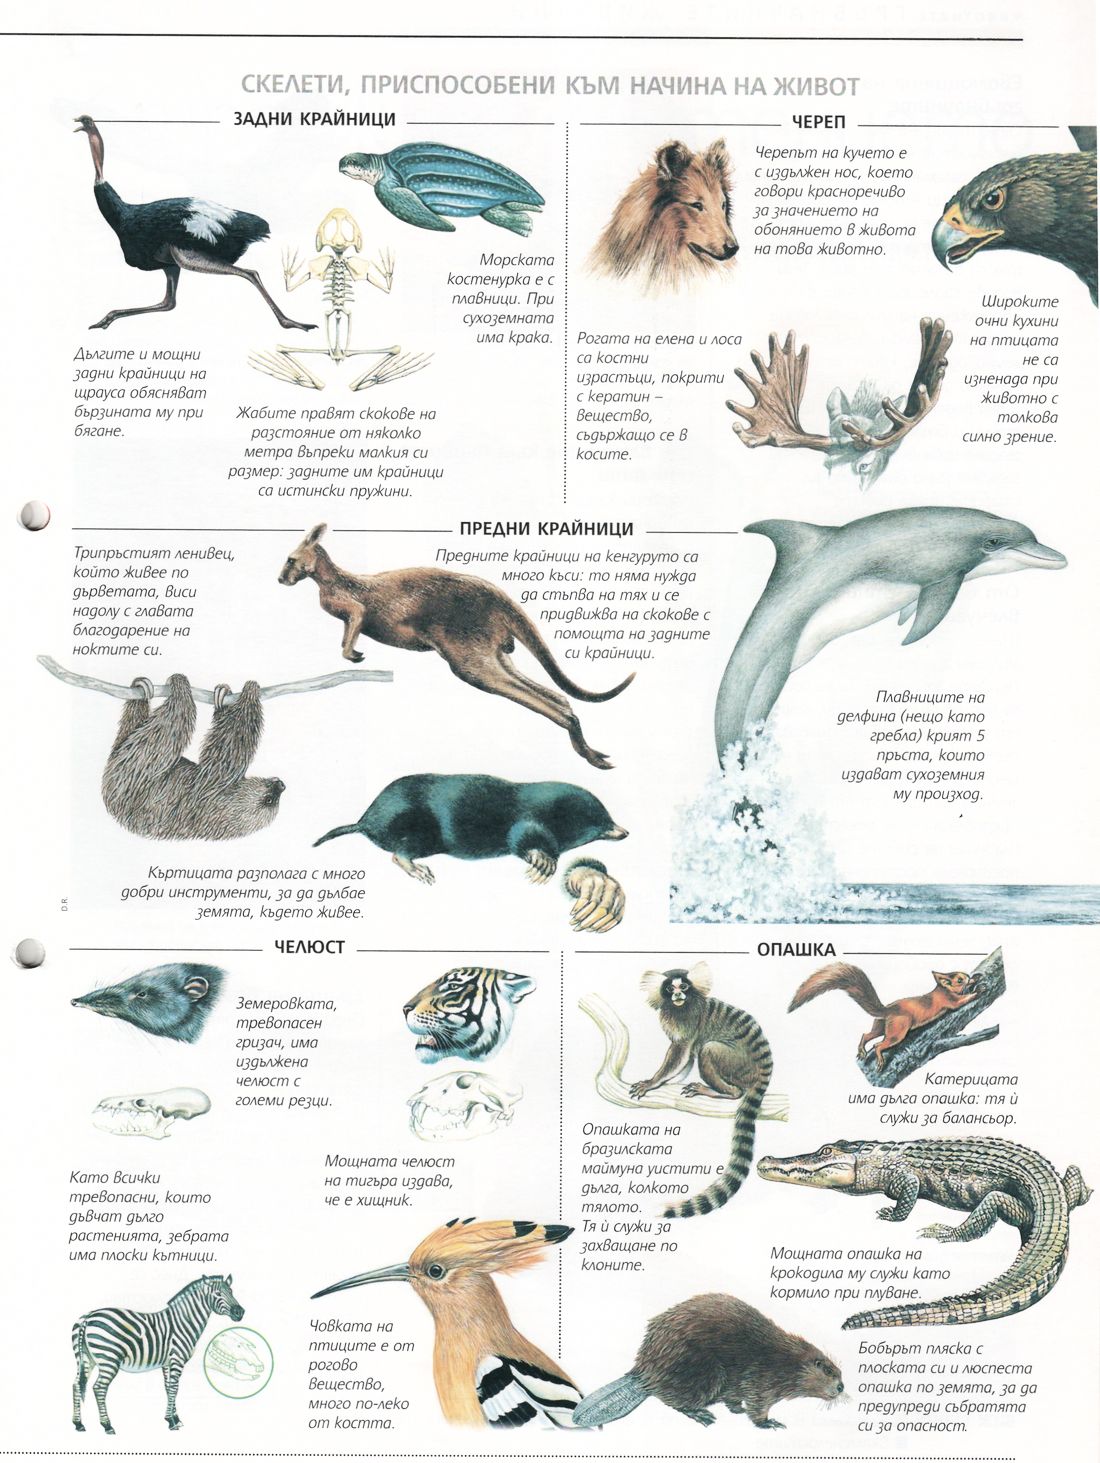 СКЕЛЕТИ, ПРИСПОСОБЕНИ КЪМ НАЧИНА НА ЖИВОТ
ЗАДНИ КРАЙНИЦИ
Морската
костенурка е с
плавници. При
сухоземната
има крака.
Дългите и мощни
задни крайници на
щрауса обясняват
бързината му при
бягане.
Жабите правят скокове на
разстояние от няколко
метра въпреки малкия си
размер: задните им крайници
са истински пружини.
ЧЕРЕП
Черепът на кучето е
с издължен нос, което
говори красноречиво
за значението на
обонянието в живота
на това животно.
Широките
очни кухини
на птицата
не са
изненада при
животно с
толкова
силно зрение.
Рогата на елена и лоса
са костни
израстъци, покрити
с кератин –
вещество,
съдържащо се в
косите.
ПРЕДНИ КРАЙНИЦИ
Трипръстият ленивец,
който живее по
дърветата, виси
надолу с главата
благодарение на
ноктите си.
Предните крайници на кенгуруто са
много къси: то няма нужда
да стъпва на тях и се
придвижва на скокове с
помощта на задните
си крайници.
Плавниците на
делфина (нещо като
гребла) крият 5
пръста, които
издават сухоземния
му произход.
Къртицата разполага с много
добри инструменти, за да дълбае
земята, където живее.
D.R.
ЧЕЛЮСТ
Земеровката,
тревопасен
гризач, има
издължена
челюст с
големи резци.
Мощната челюст
на тигъра издава,
че е хищник.
Като всички
тревопасни, които
дъвчат дълго
растенията, зебрата
има плоски кътници.
Човката на
птиците е от
рогово
вещество,
много по-леко
от костта.
ОПАШКА
Катерицата
има дълга опашка: тя ѝ
служи за балансьор.
Опашката на
бразилската
маймуна уистити е
дълга, колкото
тялото.
Тя ѝ служи за
захващане по
клоните.
Мощната опашка на
крокодила му служи като
кормило при плуване.
Бобърът пляска с
плоската си и люспеста
опашка по земята, за да
предупреди събратята
си за опасност.